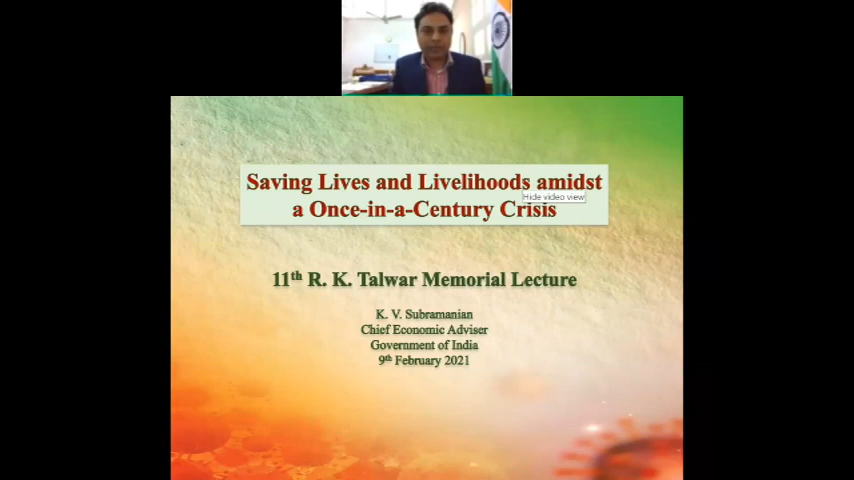 Saving Lives and Livelihoods amidst
Hide video view
a Once-in-a-Century Crisis
11th R. K. Talwar Memorial Lecture
K. V. Subramanian
Chief Economic Adviser
Government of India
9th February 2021